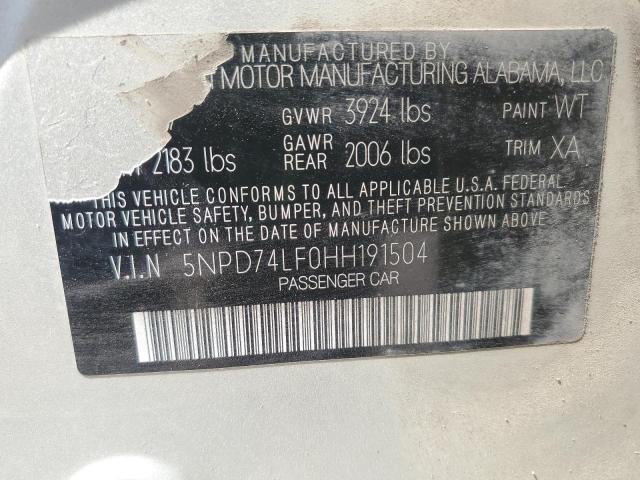 MANUFACTURED BY
MOTOR MANUFACTURING ALABAMA, LLC
GVWR 3924 lbs PAINT WT
2183 lbs GAWR REAR 2006 lbs TRIM XA
THIS VEHICLE CONFORMS TO ALL APPLICABLE U.S.A. FEDERAL
MOTOR VEHICLE SAFETY, BUMPER, AND THEFT PREVENTION STANDARDS
IN EFFECT ON THE DATE OF MANUFACTURE SHOWN ABOVE.
V.I.N 5NPD74LF0HH191504
PASSENGER CAR